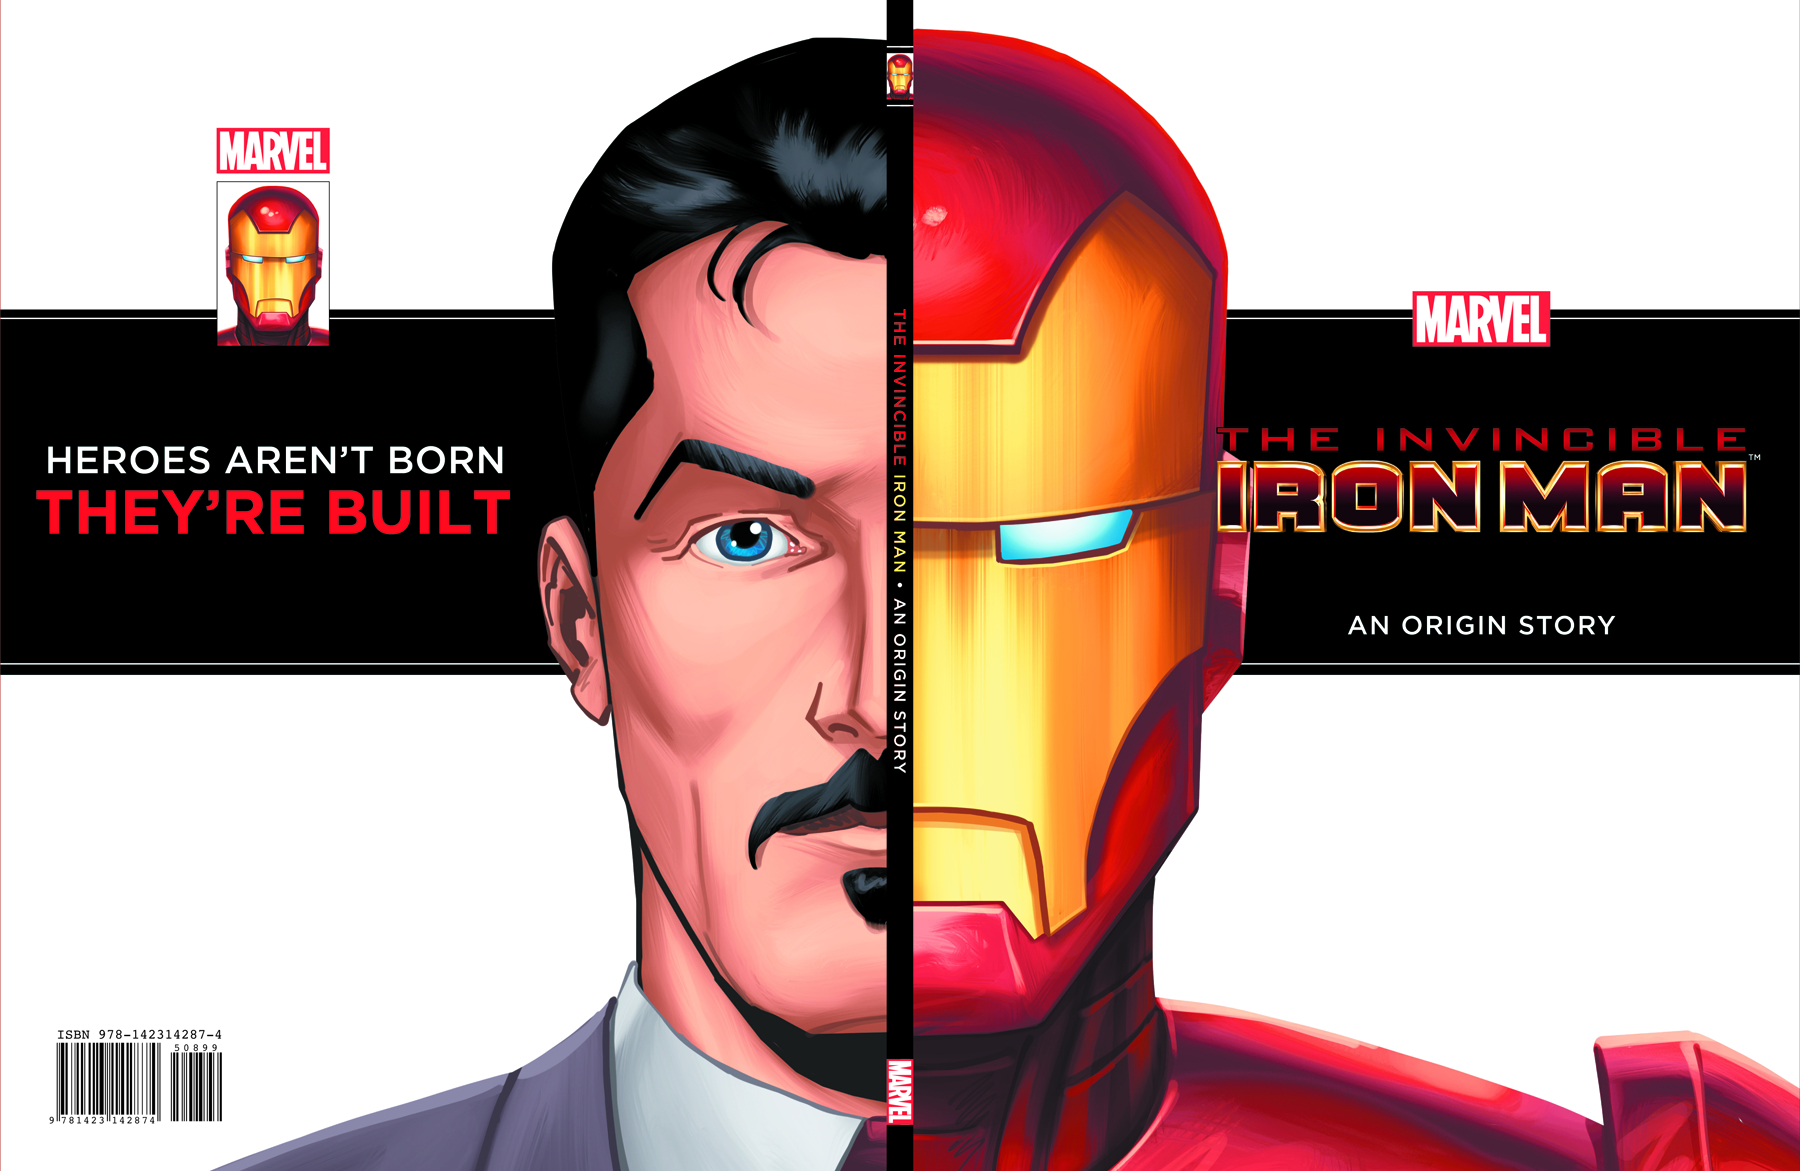 MARVEL
HEROES AREN'T BORN
THEY'RE BUILT
ISBN 978-142314287-4
50899
9 781423 142874
THE INVINCIBLE IRON MAN • AN ORIGIN STORY
MARVEL
MARVEL
THE INVINCIBLE
IRON MAN™
AN ORIGIN STORY